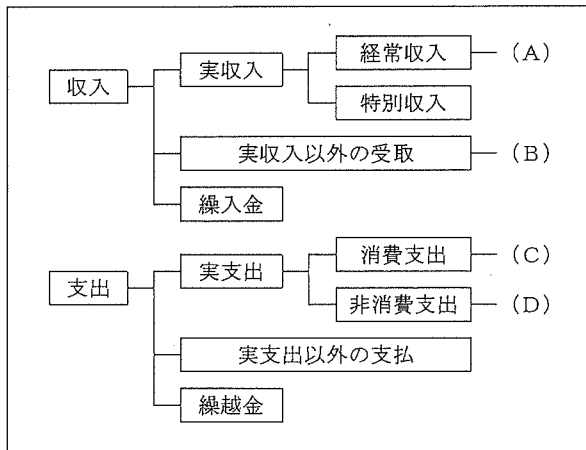 経常収入 (A)
収入 実収入
特別収入
実収入以外の受取 (B)
繰入金
消費支出 (C)
支出 実支出
非消費支出 (D)
実支出以外の支払
繰越金